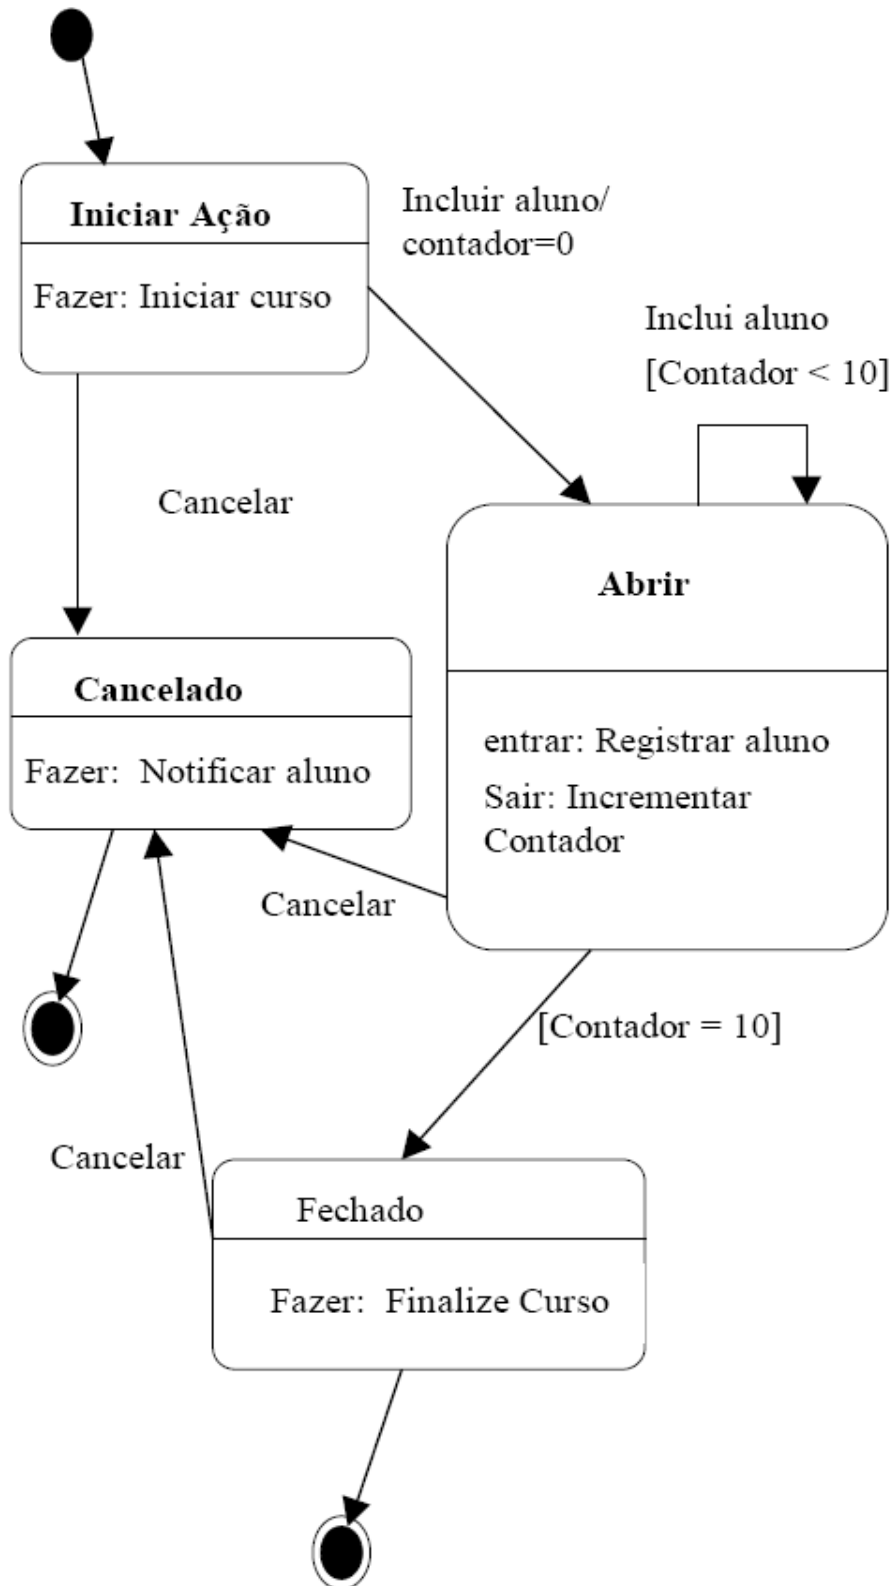 Iniciar Ação
Fazer: Iniciar curso
Incluir aluno/
contador=0
Inclui aluno
[Contador < 10]
Cancelar
Abrir
entrar: Registrar aluno
Sair: Incrementar
Contador
Cancelado
Fazer:  Notificar aluno
Cancelar
[Contador = 10]
Cancelar
Fechado
Fazer:  Finalize Curso